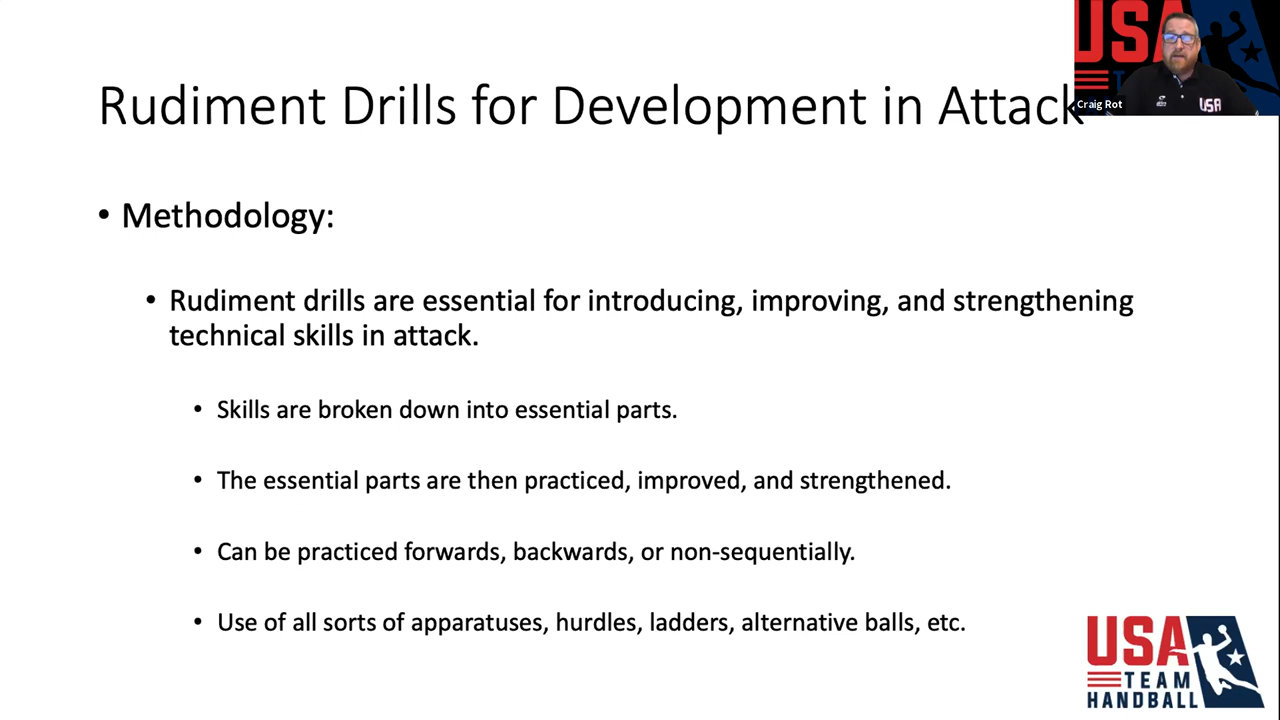 USA
TEAM
Craig Rot
USA
Rudiment Drills for Development in Attack
• Methodology:
• Rudiment drills are essential for introducing, improving, and strengthening
technical skills in attack.
• Skills are broken down into essential parts.
• The essential parts are then practiced, improved, and strengthened.
• Can be practiced forwards, backwards, or non-sequentially.
• Use of all sorts of apparatuses, hurdles, ladders, alternative balls, etc.
USA
TEAM
HANDBALL